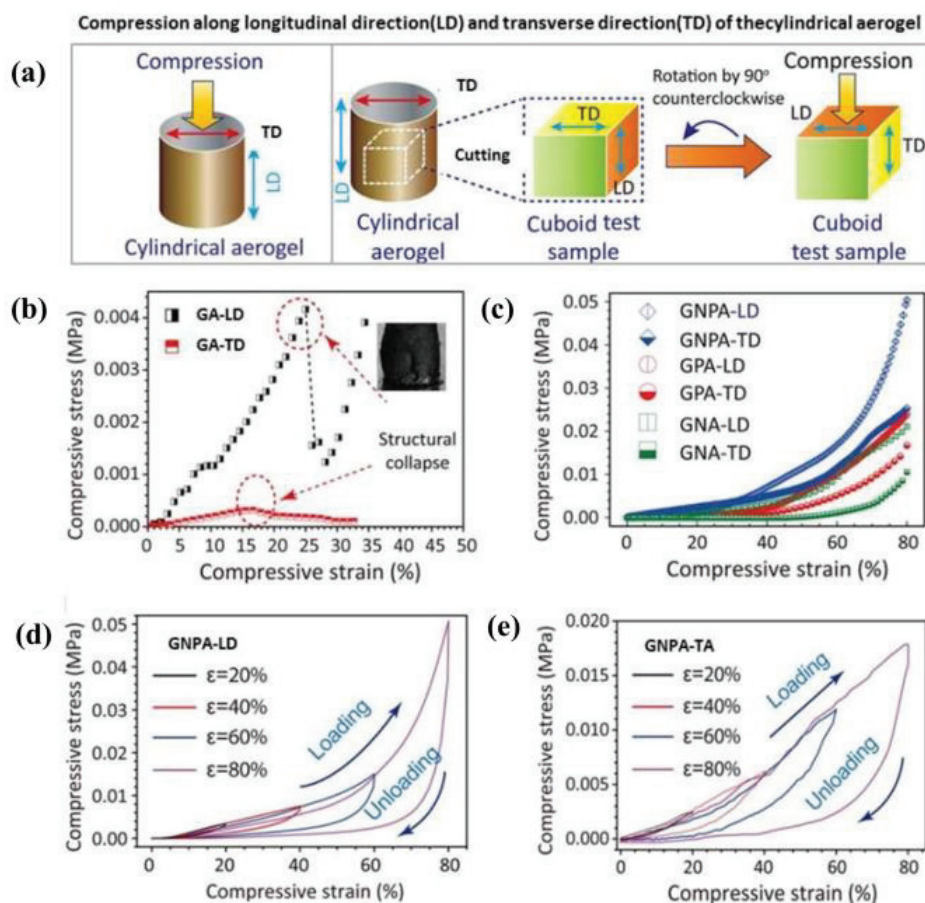 Compression along longitudinal direction(LD) and transverse direction(TD) of thecylindrical aerogel
(a)
Compression
TD
LD
Cylindrical aerogel
TD
LD
Cutting
Cylindrical
aerogel
TD
LD
Cuboid test
sample
Rotation by 90°
counterclockwise
Compression
LD
TD
Cuboid
test sample
(b)
Compressive stress (MPa)
0.004
0.003
0.002
0.001
0.000
GA-LD
GA-TD
Structural
collapse
0 5 10 15 20 25 30 35 40 45 50
Compressive strain (%)
(c)
Compressive stress (MPa)
0.05
0.04
0.03
0.02
0.01
0.00
GNPA-LD
GNPA-TD
GPA-LD
GPA-TD
GNA-LD
GNA-TD
0 20 40 60 80
Compressive strain (%)
(d)
Compressive stress (MPa)
0.05
0.04
0.03
0.02
0.01
0.00
GNPA-LD
ε=20%
ε=40%
ε=60%
ε=80%
Loading
Unloading
0 20 40 60 80
Compressive strain (%)
(e)
Compressive stress (MPa)
0.020
0.015
0.010
0.005
0.000
GNPA-TA
ε=20%
ε=40%
ε=60%
ε=80%
Loading
Unloading
0 20 40 60 80
Compressive strain (%)